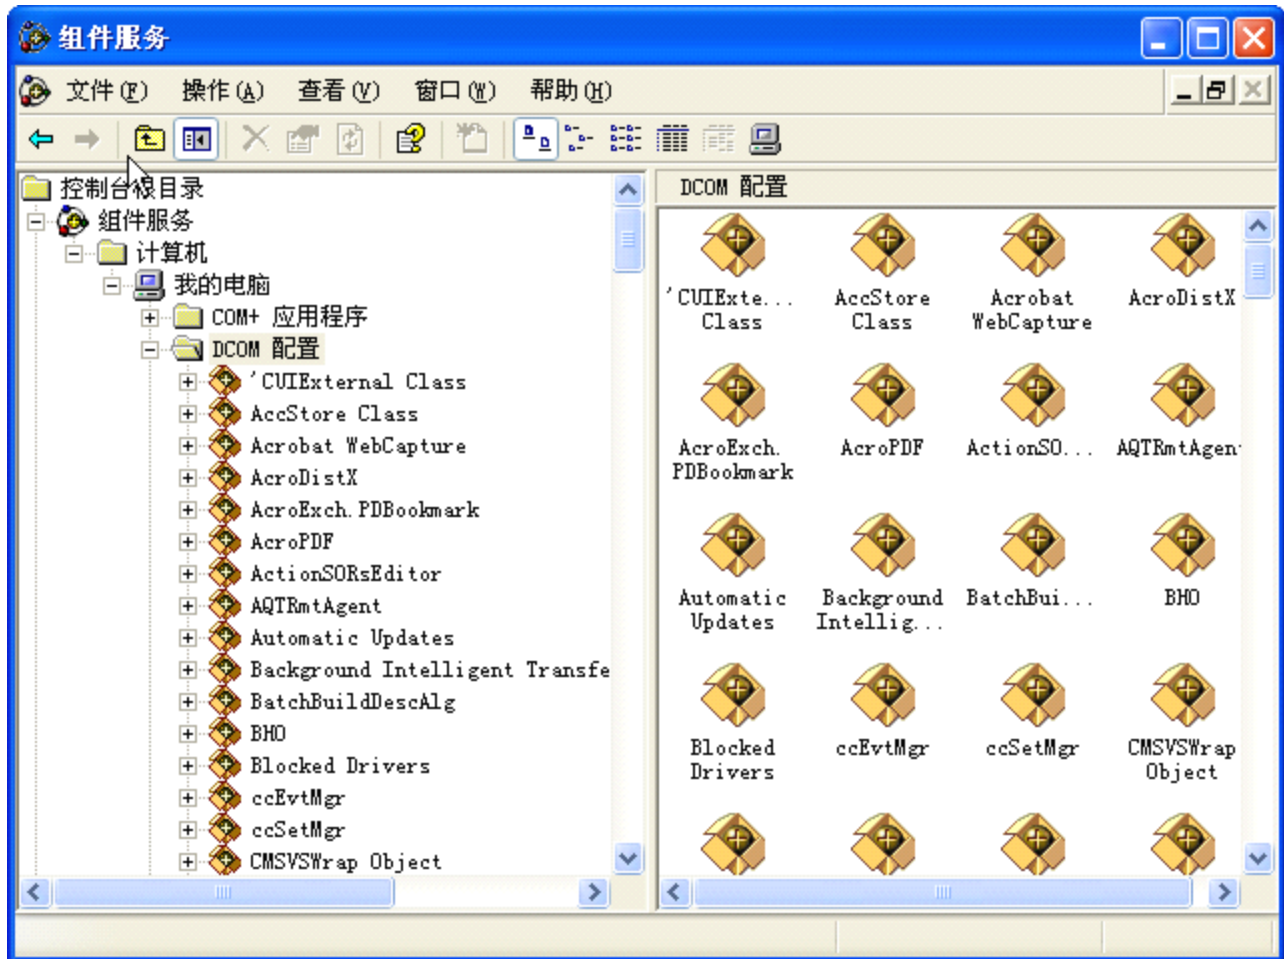 组件服务
文件(F) 操作(A) 查看(V) 窗口(W) 帮助(H)
控制台根目录
组件服务
计算机
我的电脑
COM+ 应用程序
DCOM 配置
'CUIExternal Class
AccStore Class
Acrobat WebCapture
AcroDistX
AcroExch.PDBookmark
AcroPDF
ActionSORsEditor
AQTRmtAgent
Automatic Updates
Background Intelligent Transfe
BatchBuildDescAlg
BHO
Blocked Drivers
ccEvtMgr
ccSetMgr
CMSVSWrap Object
DCOM 配置
'CUIExte...
Class
AccStore
Class
Acrobat
WebCapture
AcroDistX
AcroExch.
PDBookmark
AcroPDF
ActionSO...
AQTRmtAgen
Automatic
Updates
Background
Intellig...
BatchBui...
BHO
Blocked
Drivers
ccEvtMgr
ccSetMgr
CMSVSWrap
Object